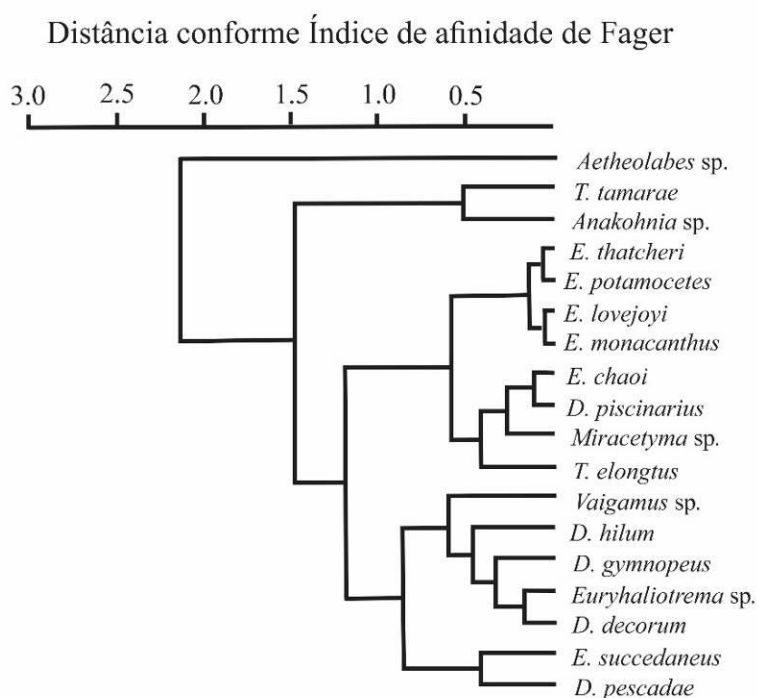 Distância conforme Índice de afinidade de Fager
3.0 2.5 2.0 1.5 1.0 0.5
Aetheolabes sp.
T. tamarae
Anakohnia sp.
E. thatcheri
E. potamocetes
E. lovejoyi
E. monacanthus
E. chaoi
D. piscinarius
Miracetyma sp.
T. elongtus
Vaigamus sp.
D. hilum
D. gymnopeus
Euryhaliotrema sp.
D. decorum
E. succedaneus
D. pescadae